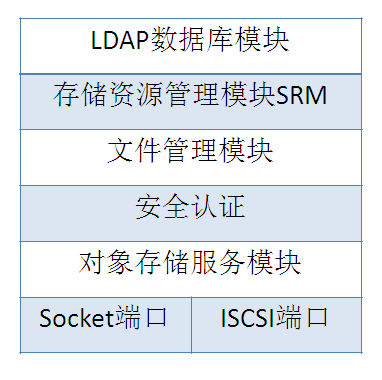 LDAP数据库模块
存储资源管理模块SRM
文件管理模块
安全认证
对象存储服务模块
Socket端口
ISCSI端口